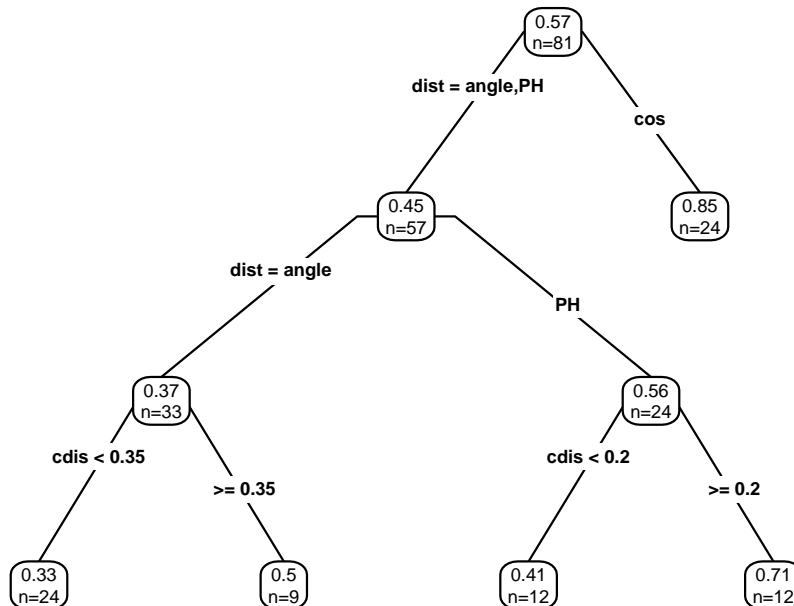 0.57
n=81
dist = angle,PH
cos
0.45
n=57
0.85
n=24
dist = angle
PH
0.37
n=33
0.56
n=24
cdis < 0.35
>= 0.35
cdis < 0.2
>= 0.2
0.33
n=24
0.5
n=9
0.41
n=12
0.71
n=12